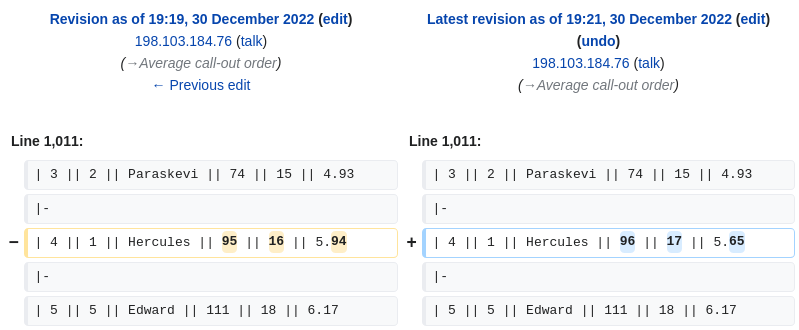 Revision as of 19:19, 30 December 2022 (edit)
198.103.184.76 (talk)
(→Average call-out order)
← Previous edit
Latest revision as of 19:21, 30 December 2022 (edit)
(undo)
198.103.184.76 (talk)
(→Average call-out order)
Line 1,011:
Line 1,011:
| 3 || 2 || Paraskevi || 74 || 15 || 4.93
| 3 || 2 || Paraskevi || 74 || 15 || 4.93
|-
|-
− | 4 || 1 || Hercules || 95 || 16 || 5.94
+ | 4 || 1 || Hercules || 96 || 17 || 5.65
|-
|-
| 5 || 5 || Edward || 111 || 18 || 6.17
| 5 || 5 || Edward || 111 || 18 || 6.17